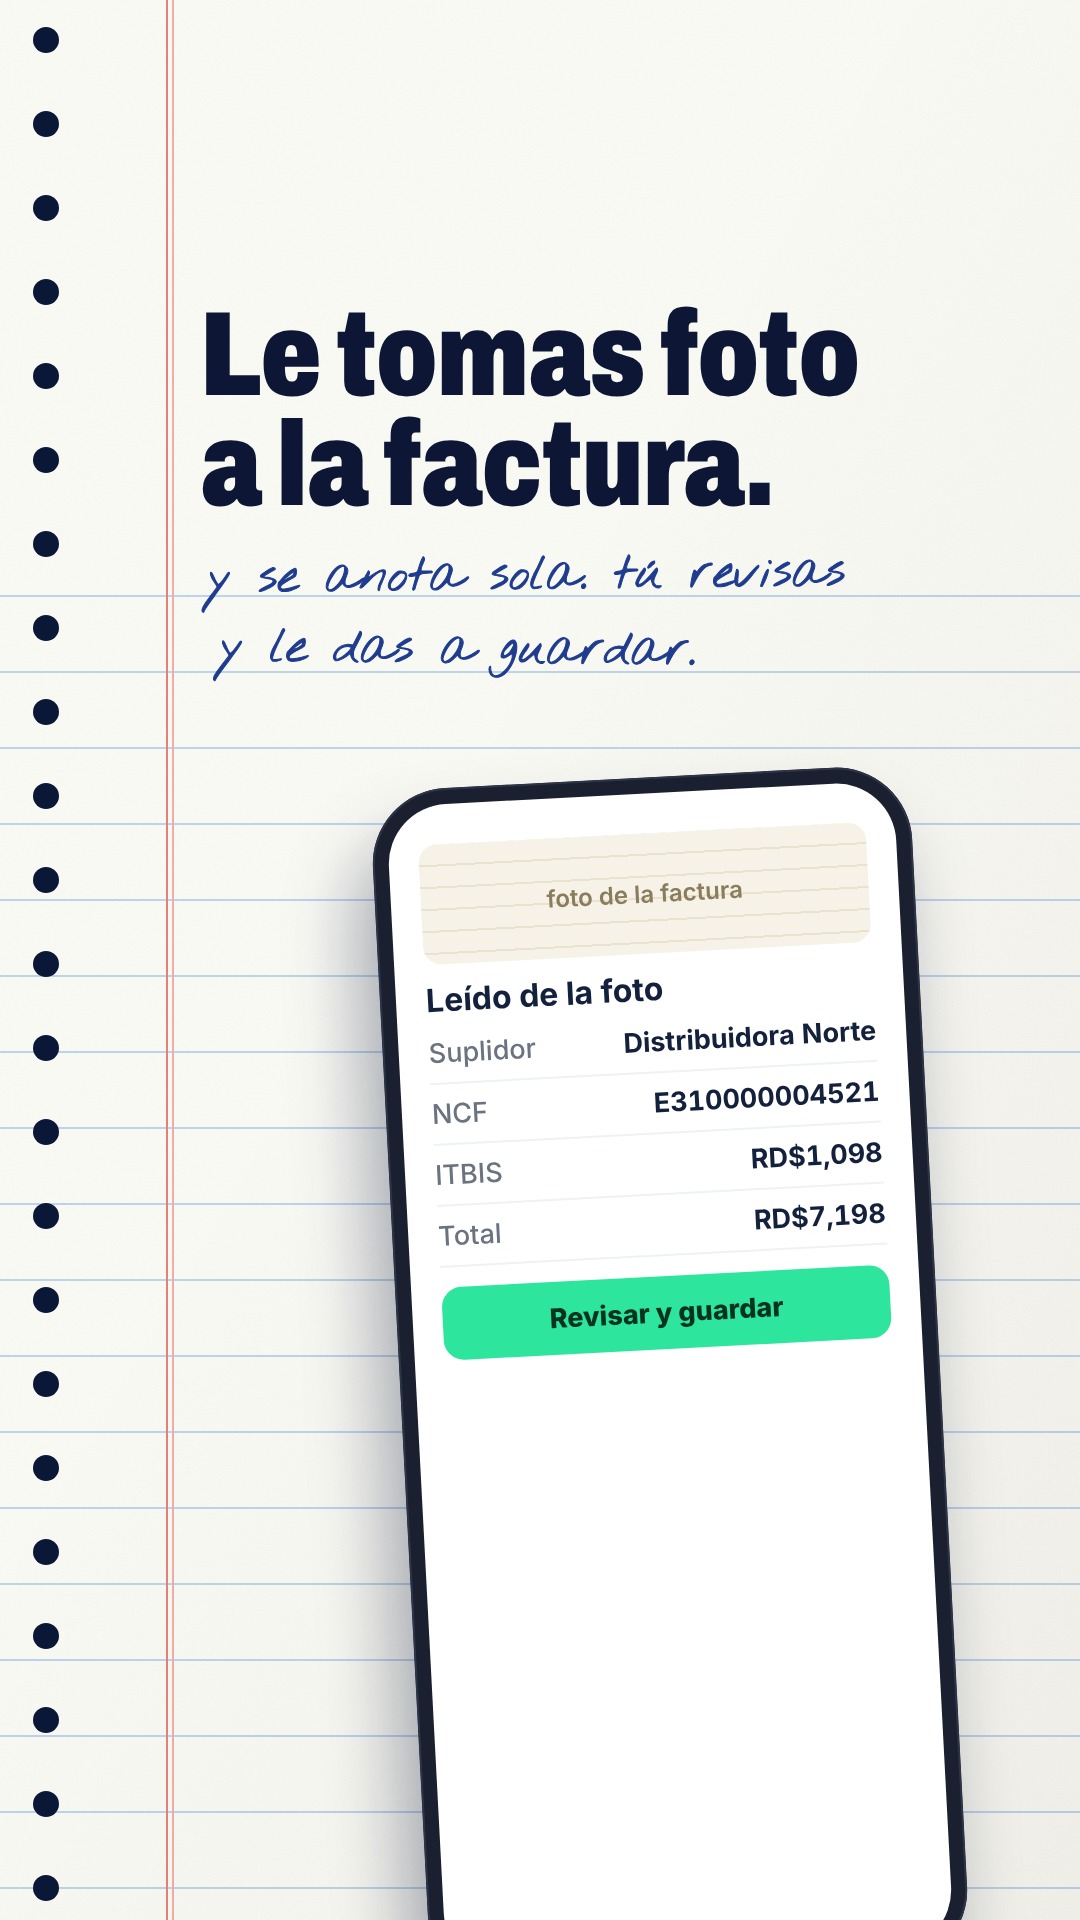 Le tomas foto
a la factura.
y se anota sola. tú revisas
y le das a guardar.
foto de la factura
Leído de la foto
Suplidor Distribuidora Norte
NCF E310000004521
ITBIS RD$1,098
Total RD$7,198
Revisar y guardar